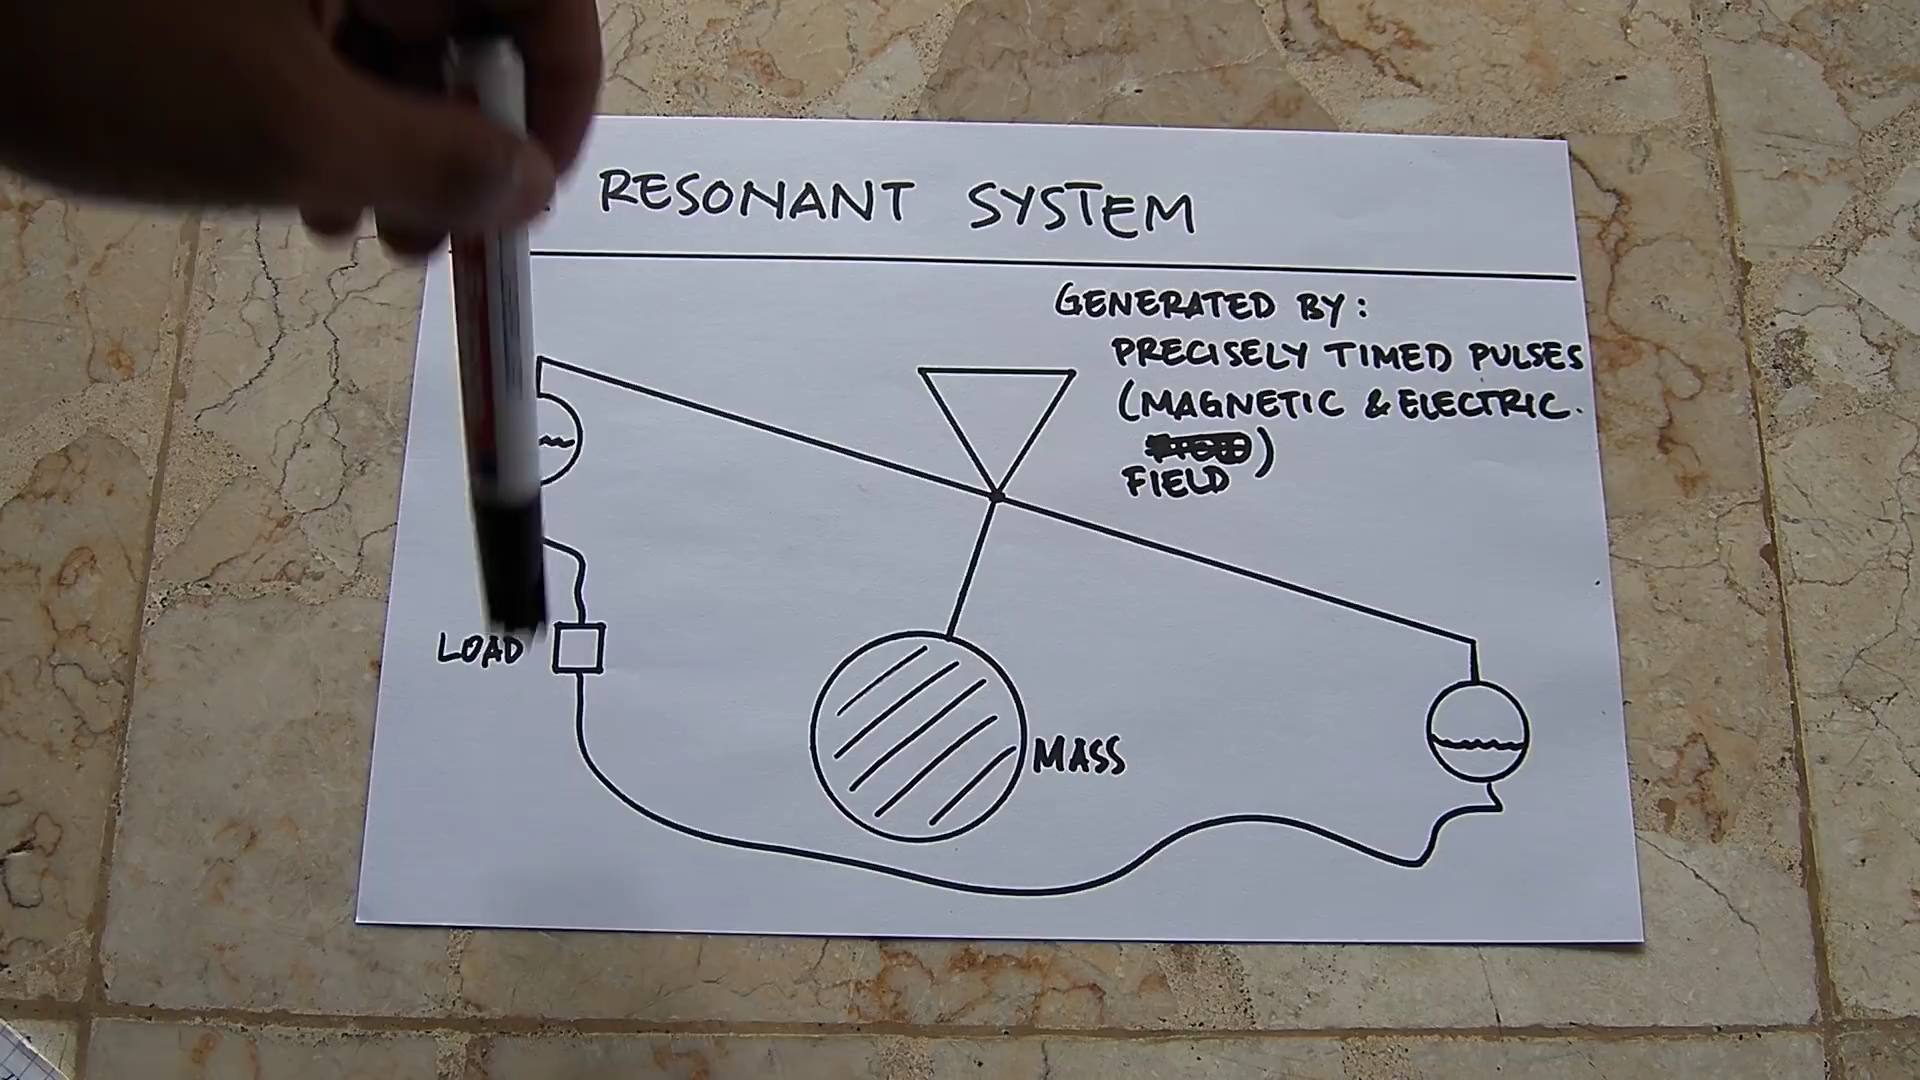 RESONANT SYSTEM
GENERATED BY:
PRECISELY TIMED PULSES
(MAGNETIC & ELECTRIC.
)
FIELD
LOAD
MASS